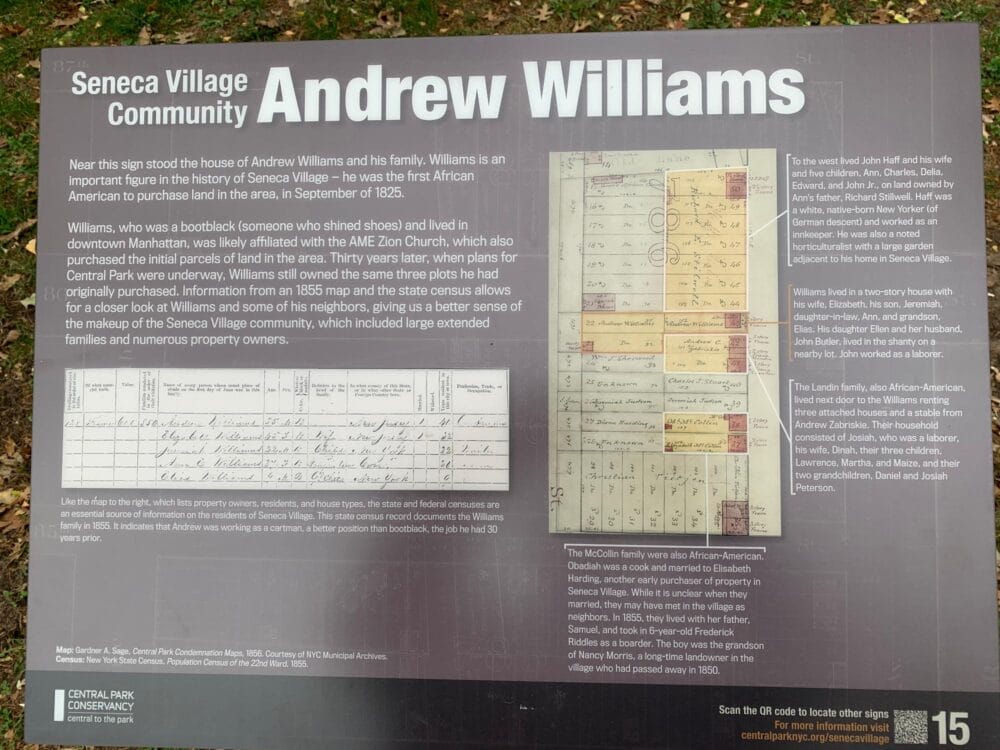 Seneca Village
Community
Andrew Williams
Near this sign stood the house of Andrew Williams and his family. Williams is an
important figure in the history of Seneca Village – he was the first African
American to purchase land in the area, in September of 1825.
Williams, who was a bootblack (someone who shined shoes) and lived in
downtown Manhattan, was likely affiliated with the AME Zion Church, which also
purchased the initial parcels of land in the area. Thirty years later, when plans for
Central Park were underway, Williams still owned the same three plots he had
originally purchased. Information from an 1855 map and the state census allows
for a closer look at Williams and some of his neighbors, giving us a better sense of
the makeup of the Seneca Village community, which included large extended
families and numerous property owners.
Like the map to the right, which lists property owners, residents, and house types, the state and federal censuses are
an essential source of information on the residents of Seneca Village. This state census record documents the Williams
family in 1855. It indicates that Andrew was working as a cartman, a better position than bootblack, the job he had 30
years prior.
Map: Gardner A. Sage, Central Park Condemnation Maps, 1856. Courtesy of NYC Municipal Archives.
Census: New York State Census, Population Census of the 22nd Ward, 1855.
To the west lived John Haff and his wife
and five children, Ann, Charles, Delia,
Edward, and John Jr., on land owned by
Ann's father, Richard Stillwell. Haff was
a white, native-born New Yorker (of
German descent) and worked as an
innkeeper. He was also a noted
horticulturalist with a large garden
adjacent to his home in Seneca Village.
Williams lived in a two-story house with
his wife, Elizabeth, his son, Jeremiah,
daughter-in-law, Ann, and grandson,
Elias. His daughter Ellen and her husband,
John Butler, lived in the shanty on a
nearby lot. John worked as a laborer.
The Landin family, also African-American,
lived next door to the Williams renting
three attached houses and a stable from
Andrew Zabriskie. Their household
consisted of Josiah, who was a laborer,
his wife, Dinah, their three children,
Lawrence, Martha, and Maize, and their
two grandchildren, Daniel and Josiah
Peterson.
The McCollin family were also African-American.
Obadiah was a cook and married to Elisabeth
Harding, another early purchaser of property in
Seneca Village. While it is unclear when they
married, they may have met in the village as
neighbors. In 1855, they lived with her father,
Samuel, and took in 6-year-old Frederick
Riddles as a boarder. The boy was the grandson
of Nancy Morris, a long-time landowner in the
village who had passed away in 1850.
CENTRAL PARK
CONSERVANCY
central to the park
Scan the QR code to locate other signs
For more information visit
centralparknyc.org/senecavillage
15